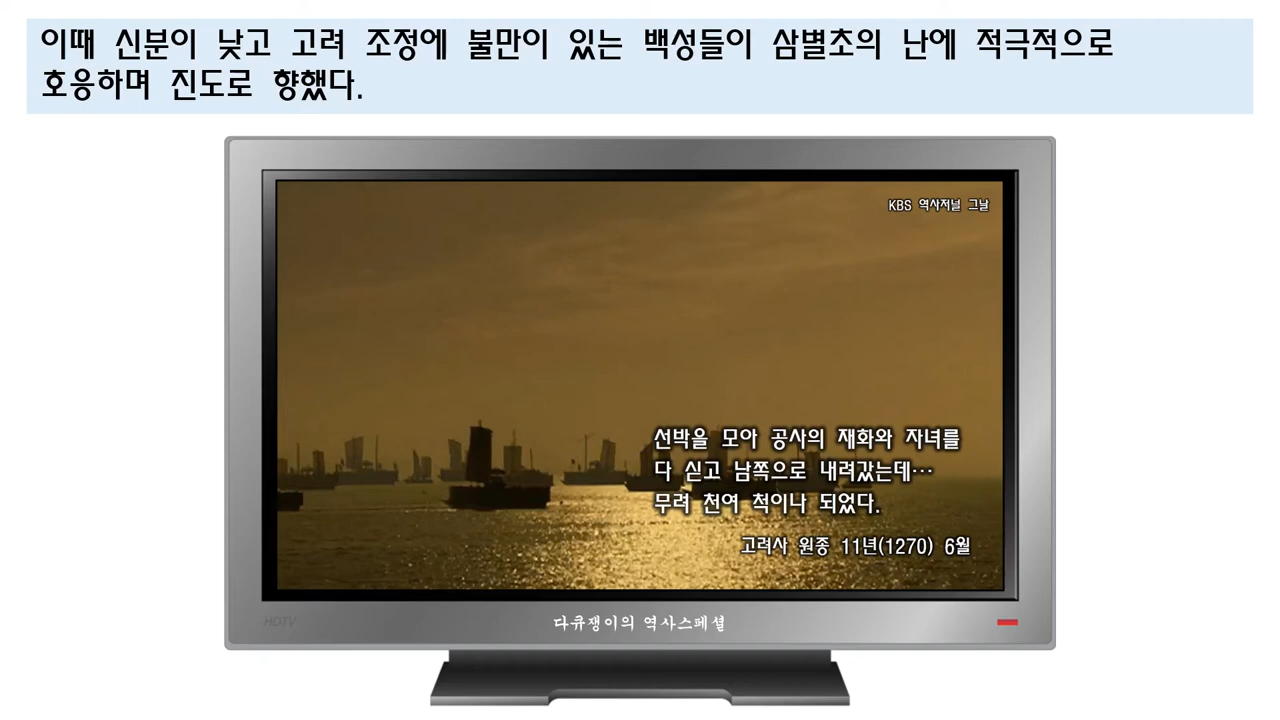 이때 신분이 낮고 고려 조정에 불만이 있는 백성들이 삼별초의 난에 적극적으로
호응하며 진도로 향했다.
KBS 역사저널 그날
선박을 모아 공사의 재화와 자녀를
다 싣고 남쪽으로 내려갔는데…
무려 천여 척이나 되었다.
고려사 원종 11년(1270) 6월
HDTV
다큐쟁이의 역사스페셜